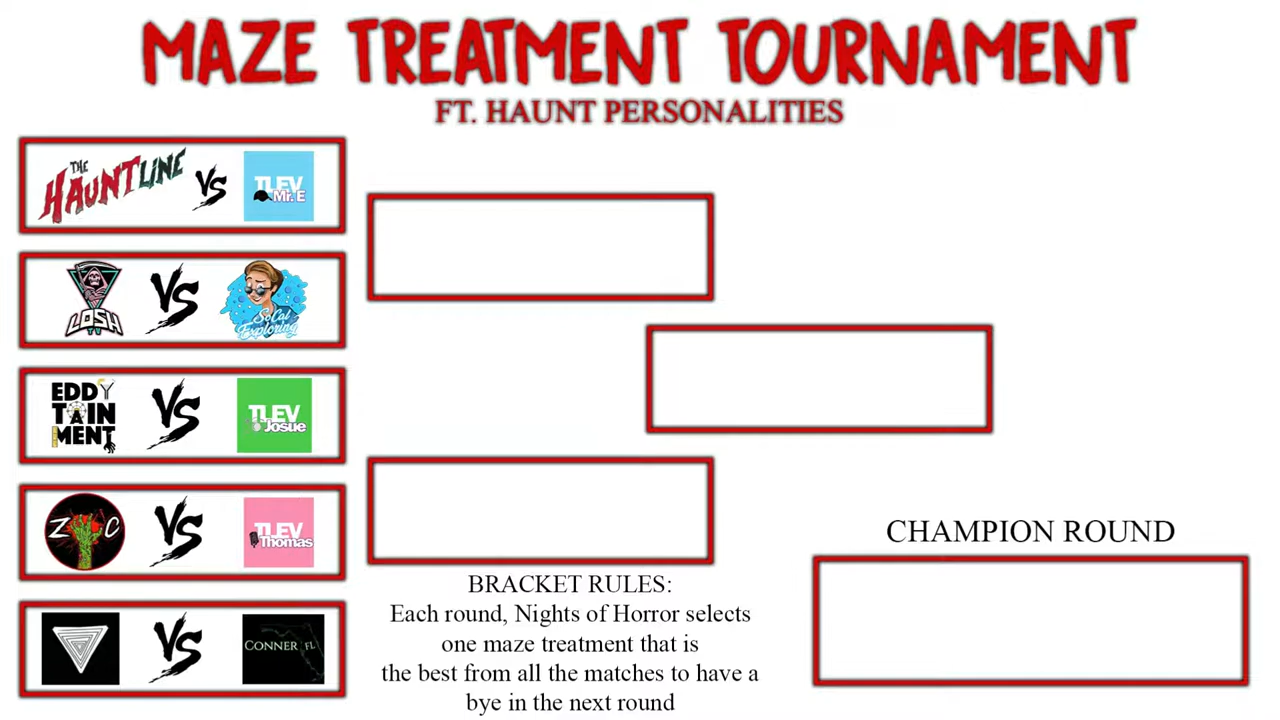 MAZE TREATMENT TOURNAMENT
FT. HAUNT PERSONALITIES
THE
HAUNTLINE
VS
TLEV
Mr. E
LOSH
TV
VS
SoCal
Exploring
EDDY
TAIN
MENT
VS
TLEV
Josue
Z C
VS
TLEV
Thomas
VS
CONNER FL
CHAMPION ROUND
BRACKET RULES:
Each round, Nights of Horror selects
one maze treatment that is
the best from all the matches to have a
bye in the next round